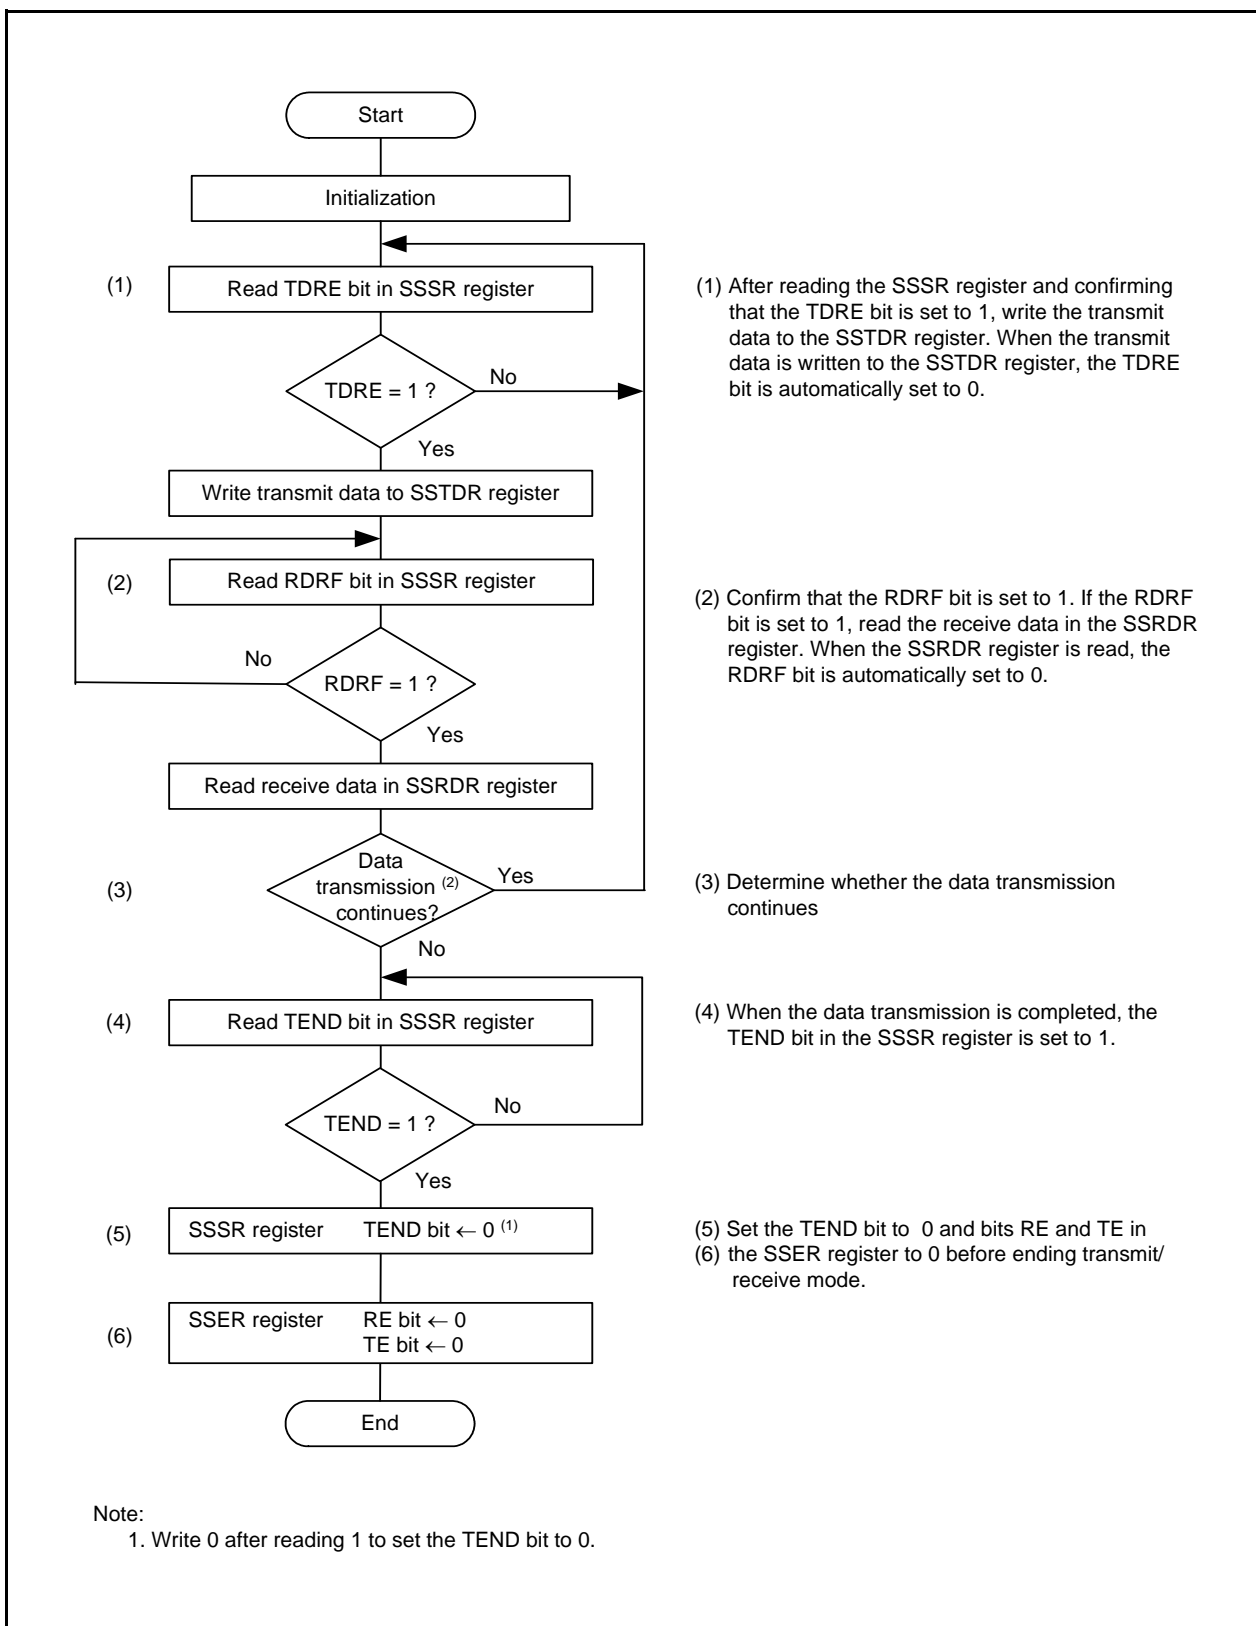 Start
Initialization
(1)
Read TDRE bit in SSSR register
(1) After reading the SSSR register and confirming
that the TDRE bit is set to 1, write the transmit
data to the SSTDR register. When the transmit
data is written to the SSTDR register, the TDRE
bit is automatically set to 0.
TDRE = 1 ?
No
Yes
Write transmit data to SSTDR register
(2)
Read RDRF bit in SSSR register
(2) Confirm that the RDRF bit is set to 1. If the RDRF
bit is set to 1, read the receive data in the SSRDR
register. When the SSRDR register is read, the
RDRF bit is automatically set to 0.
No
RDRF = 1 ?
Yes
Read receive data in SSRDR register
(3)
Data
transmission (2)
continues?
Yes
(3) Determine whether the data transmission
continues
No
(4)
Read TEND bit in SSSR register
(4) When the data transmission is completed, the
TEND bit in the SSSR register is set to 1.
TEND = 1 ?
No
Yes
(5)
SSSR register TEND bit ← 0 (1)
(5) Set the TEND bit to 0 and bits RE and TE in
(6) the SSER register to 0 before ending transmit/
receive mode.
(6)
SSER register RE bit ← 0
TE bit ← 0
End
Note:
1. Write 0 after reading 1 to set the TEND bit to 0.